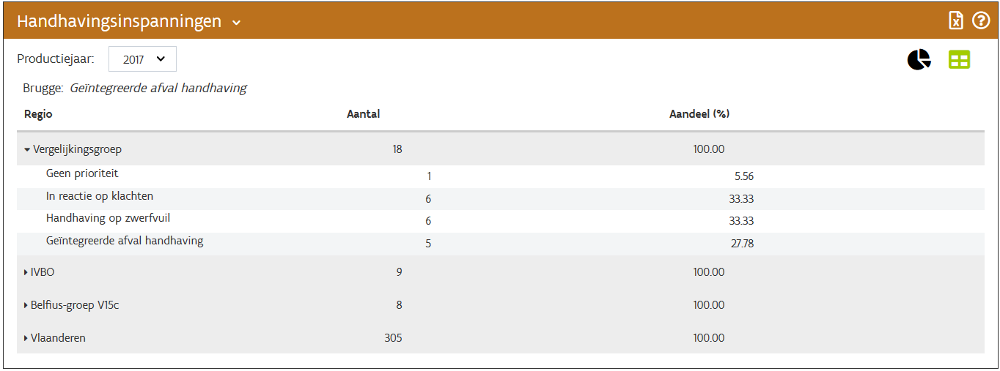 Handhavingsinspanningen
Productiejaar: 2017
Brugge: Geïntegreerde afval handhaving
Regio Aantal Aandeel (%)
Vergelijkingsgroep 18 100.00
Geen prioriteit 1 5.56
In reactie op klachten 6 33.33
Handhaving op zwerfvuil 6 33.33
Geïntegreerde afval handhaving 5 27.78
IVBO 9 100.00
Belfius-groep V15c 8 100.00
Vlaanderen 305 100.00